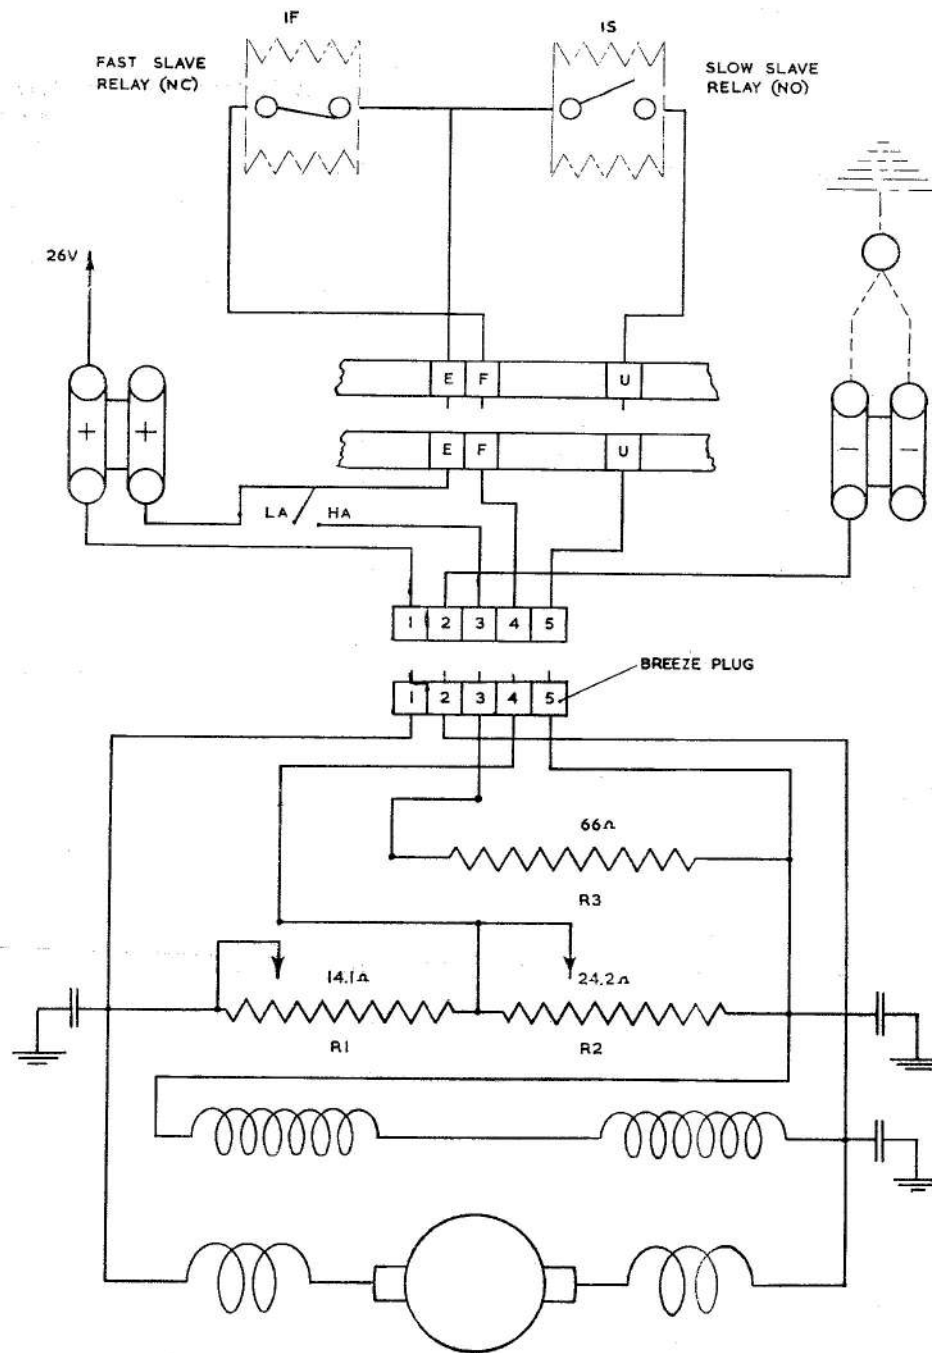 IF
IS
FAST SLAVE
RELAY (NC)
SLOW SLAVE
RELAY (NO)
26V
E F U
+ + E F U - -
LA HA
1 2 3 4 5
BREEZE PLUG
1 2 3 4 5
66Ω
R3
14.1Ω 24.2Ω
R1 R2